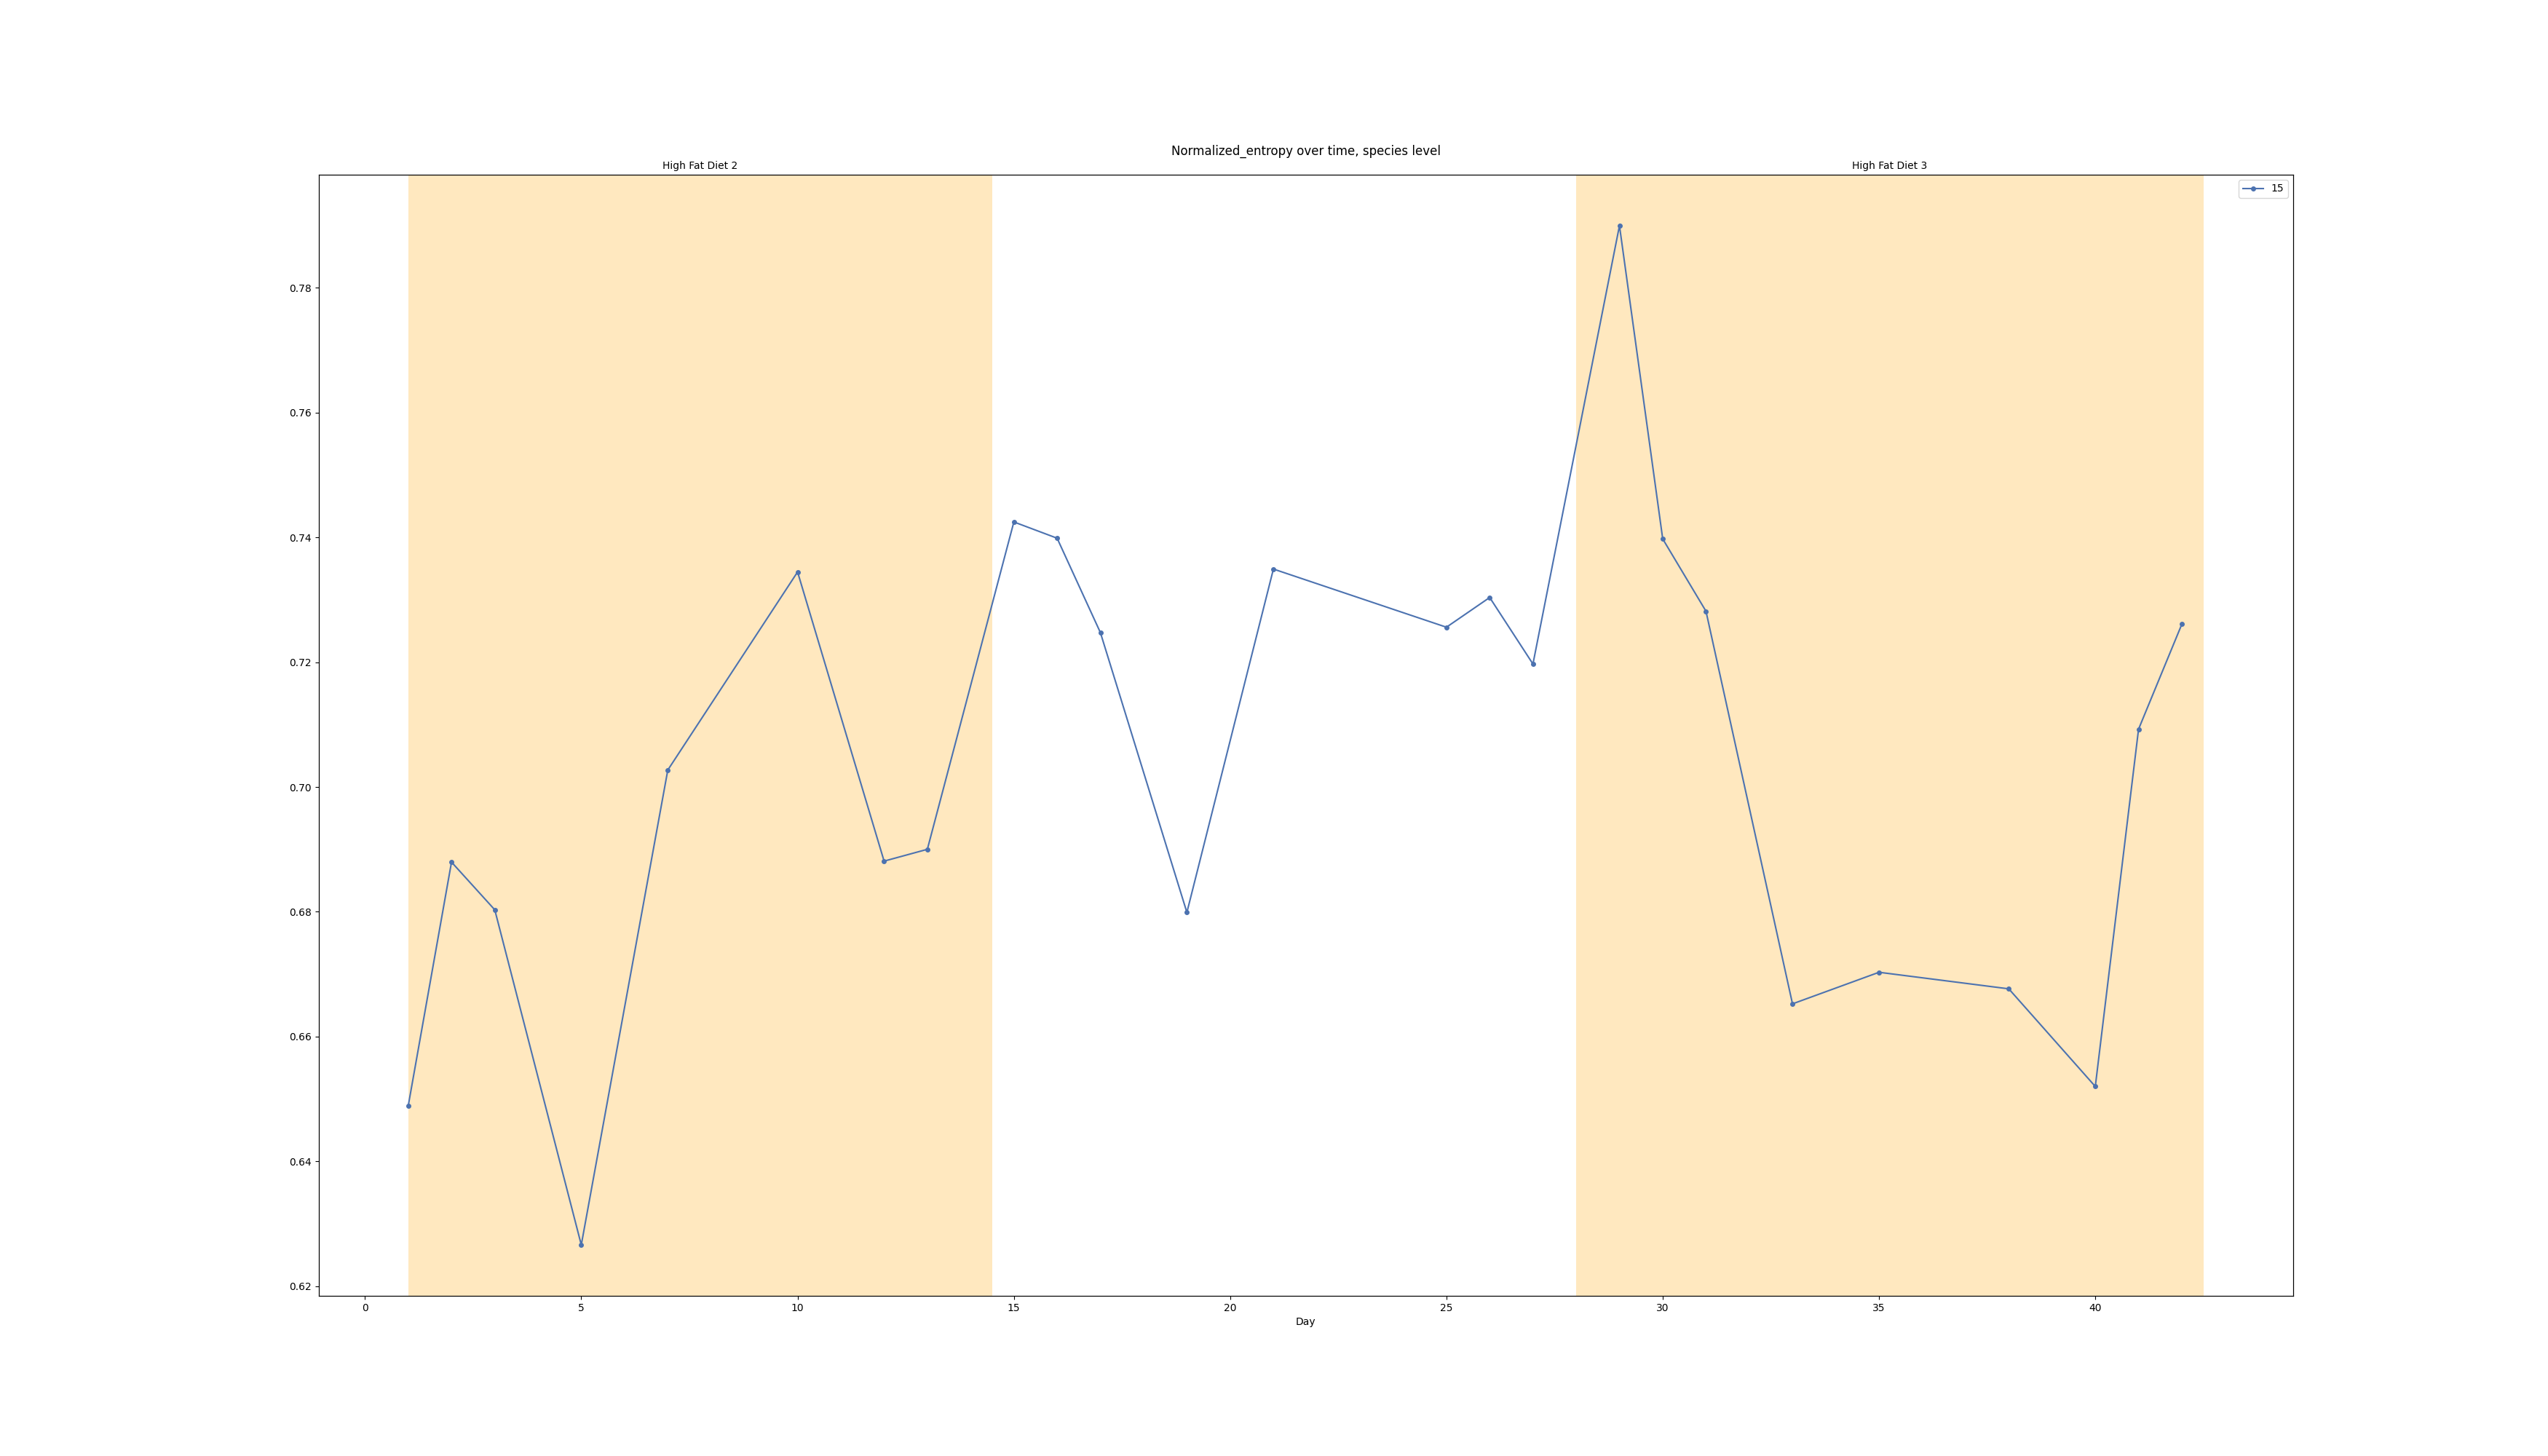 Normalized_entropy over time, species level
High Fat Diet 2
High Fat Diet 3
15
0.78
0.76
0.74
0.72
0.70
0.68
0.66
0.64
0.62
0 5 10 15 20 25 30 35 40
Day